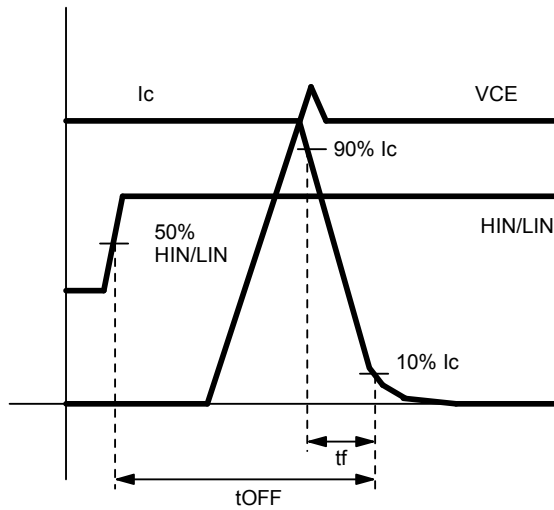 Ic
VCE
90% Ic
50%
HIN/LIN
HIN/LIN
10% Ic
tf
tOFF